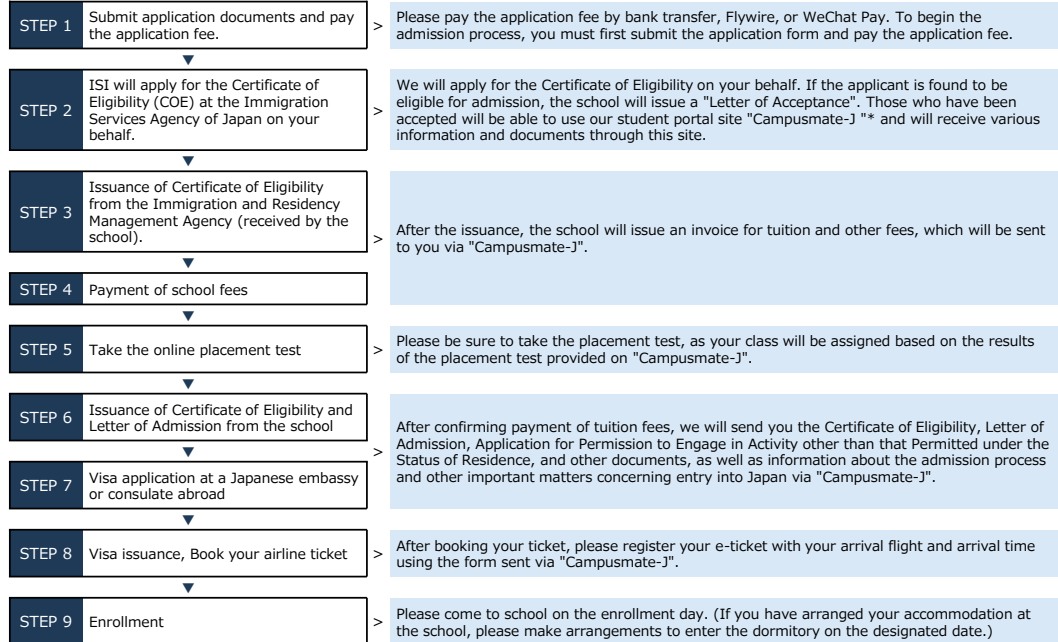 STEP 1
Submit application documents and pay
the application fee.
>
Please pay the application fee by bank transfer, Flywire, or WeChat Pay. To begin the
admission process, you must first submit the application form and pay the application fee.
STEP 2
ISI will apply for the Certificate of
Eligibility (COE) at the Immigration
Services Agency of Japan on your
behalf.
>
We will apply for the Certificate of Eligibility on your behalf. If the applicant is found to be
eligible for admission, the school will issue a "Letter of Acceptance". Those who have been
accepted will be able to use our student portal site "Campusmate-J "* and will receive various
information and documents through this site.
STEP 3
Issuance of Certificate of Eligibility
from the Immigration and Residency
Management Agency (received by the
school).
>
After the issuance, the school will issue an invoice for tuition and other fees, which will be sent
to you via "Campusmate-J".
STEP 4
Payment of school fees
STEP 5
Take the online placement test
>
Please be sure to take the placement test, as your class will be assigned based on the results
of the placement test provided on "Campusmate-J".
STEP 6
Issuance of Certificate of Eligibility and
Letter of Admission from the school
>
After confirming payment of tuition fees, we will send you the Certificate of Eligibility, Letter of
Admission, Application for Permission to Engage in Activity other than that Permitted under the
Status of Residence, and other documents, as well as information about the admission process
and other important matters concerning entry into Japan via "Campusmate-J".
STEP 7
Visa application at a Japanese embassy
or consulate abroad
STEP 8
Visa issuance, Book your airline ticket
>
After booking your ticket, please register your e-ticket with your arrival flight and arrival time
using the form sent via "Campusmate-J".
STEP 9
Enrollment
>
Please come to school on the enrollment day. (If you have arranged your accommodation at
the school, please make arrangements to enter the dormitory on the designated date.)